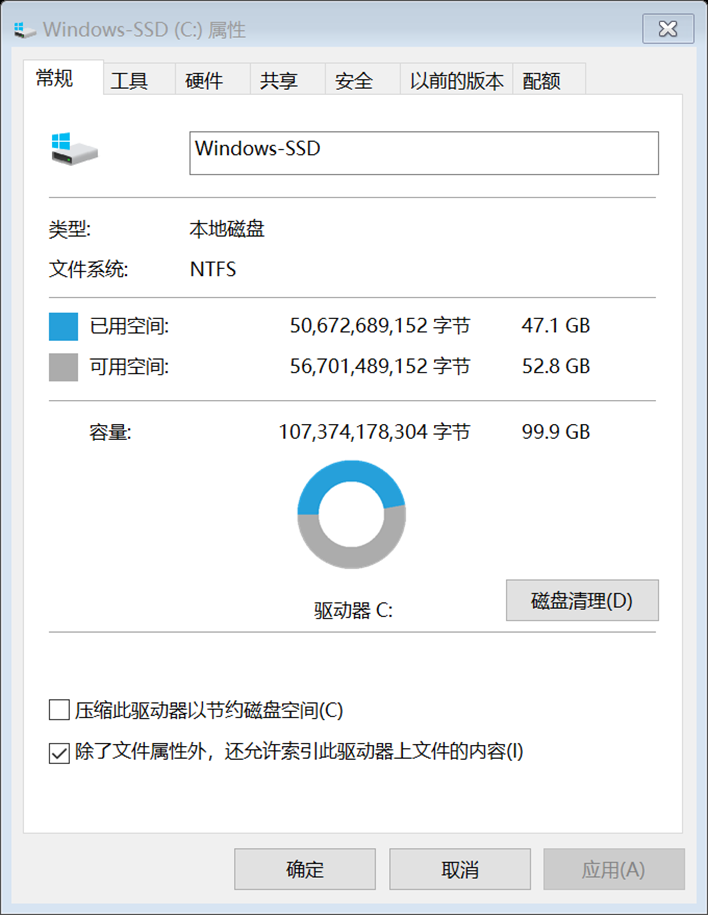 Windows-SSD (C:) 属性
常规 工具 硬件 共享 安全 以前的版本 配额
Windows-SSD
类型: 本地磁盘
文件系统: NTFS
已用空间: 50,672,689,152 字节 47.1 GB
可用空间: 56,701,489,152 字节 52.8 GB
容量: 107,374,178,304 字节 99.9 GB
驱动器 C:
磁盘清理(D)
压缩此驱动器以节约磁盘空间(C)
除了文件属性外，还允许索引此驱动器上文件的内容(I)
确定 取消 应用(A)